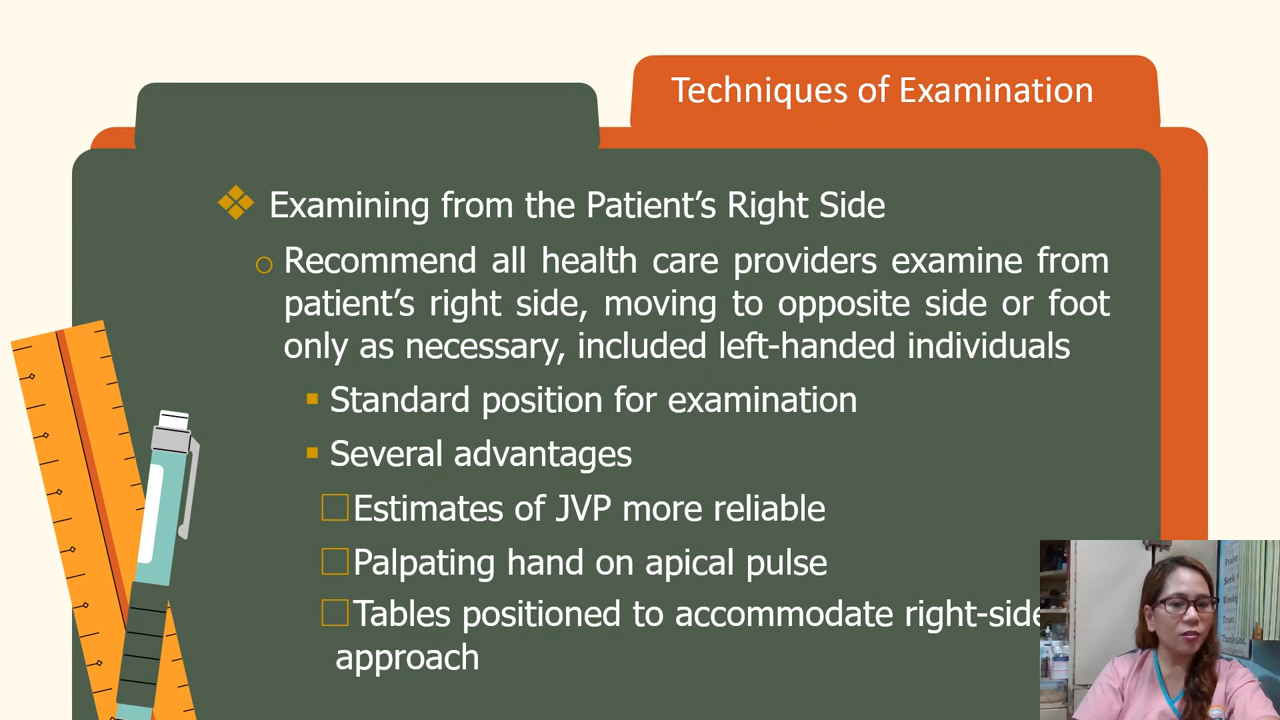 Techniques of Examination
Examining from the Patient’s Right Side
Recommend all health care providers examine from
patient’s right side, moving to opposite side or foot
only as necessary, included left-handed individuals
Standard position for examination
Several advantages
Estimates of JVP more reliable
Palpating hand on apical pulse
Tables positioned to accommodate right-side
approach